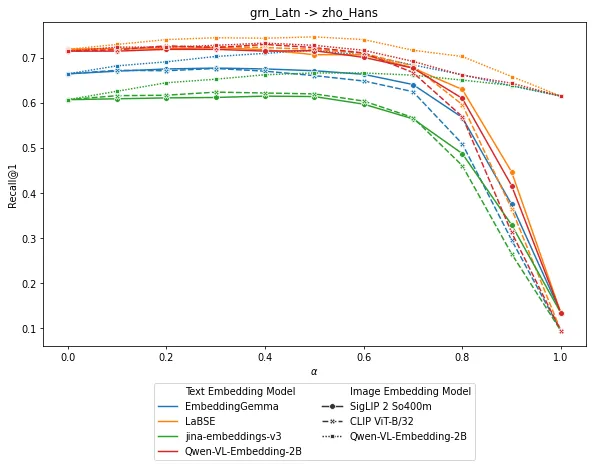 grn_Latn -> zho_Hans
Recall@1
0.7
0.6
0.5
0.4
0.3
0.2
0.1
0.0 0.2 0.4 0.6 0.8 1.0
α
Text Embedding Model Image Embedding Model
EmbeddingGemma SigLIP 2 So400m
LaBSE CLIP ViT-B/32
jina-embeddings-v3 Qwen-VL-Embedding-2B
Qwen-VL-Embedding-2B